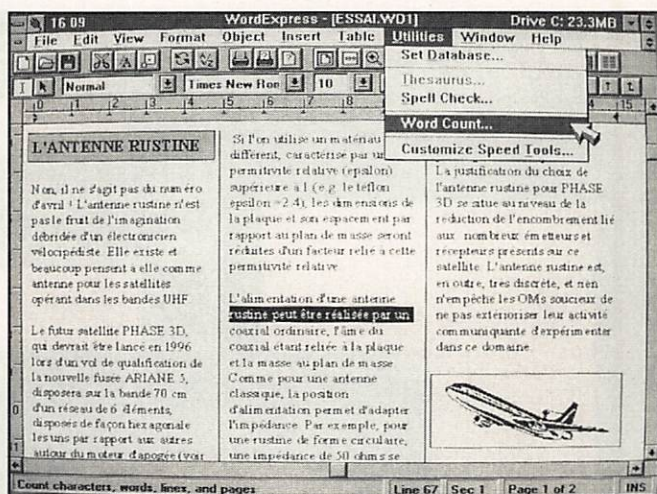 16 09 WordExpress - [ESSAI.WD1] Drive C: 23.3MB
File Edit View Format Object Insert Table Utilities Window Help
Set Database...
Thesaurus...
Spell Check...
Word Count...
Customize Speed Tools...
Normal Times New Ron 10
L'ANTENNE RUSTINE
Non, il ne s'agit pas du numéro
d'avril ! L'antenne rustine n'est
pas le fruit de l'imagination
débridée d'un électronicien
vélocipédiste. Elle existe et
beaucoup pensent à elle comme
antenne pour les satellites
opérant dans les bandes UHF
Le futur satellite PHASE 3D,
qui devrait être lancé en 1996
lors d'un vol de qualification de
la nouvelle fusée ARIANE 5,
disposera sur la bande 70 cm
d'un réseau de 6 éléments,
disposés de façon hexagonale
les uns par rapport aux autres
autour du moteur d'apogée (voir
Si l'on utilise un matériau
différent, caractérisé par un
permitivité relative (epsilon)
supérieure à 1 (e.g. le téflon
epsilon =2.4), les dimensions de
la plaque et son espacement par
rapport au plan de masse seront
réduites d'un facteur relié à cette
permitivité relative
L'alimentation d'une antenne
rustine peut être réalisée par un
coaxial ordinaire, l'âme du
coaxial étant reliée à la plaque
et la masse au plan de masse
Comme pour une antenne
classique, la position
d'alimentation permet d'adapter
l'impédance. Par exemple, pour
une rustine de forme circulaire,
une impédance de 50 ohms se
La justification du choix de
l'antenne rustine pour PHASE
3D se situe au niveau de la
réduction de l'encombrement lié
aux nombreux émetteurs et
récepteurs présents sur ce
satellite. L'antenne rustine est,
en outre, très discrète, et rien
n'empêche les OMs soucieux de
ne pas extérioriser leur activité
communiquante d'expérimenter
dans ce domaine.
Count characters, words, lines, and pages Line 67 Sec 1 Page 1 of 2 INS